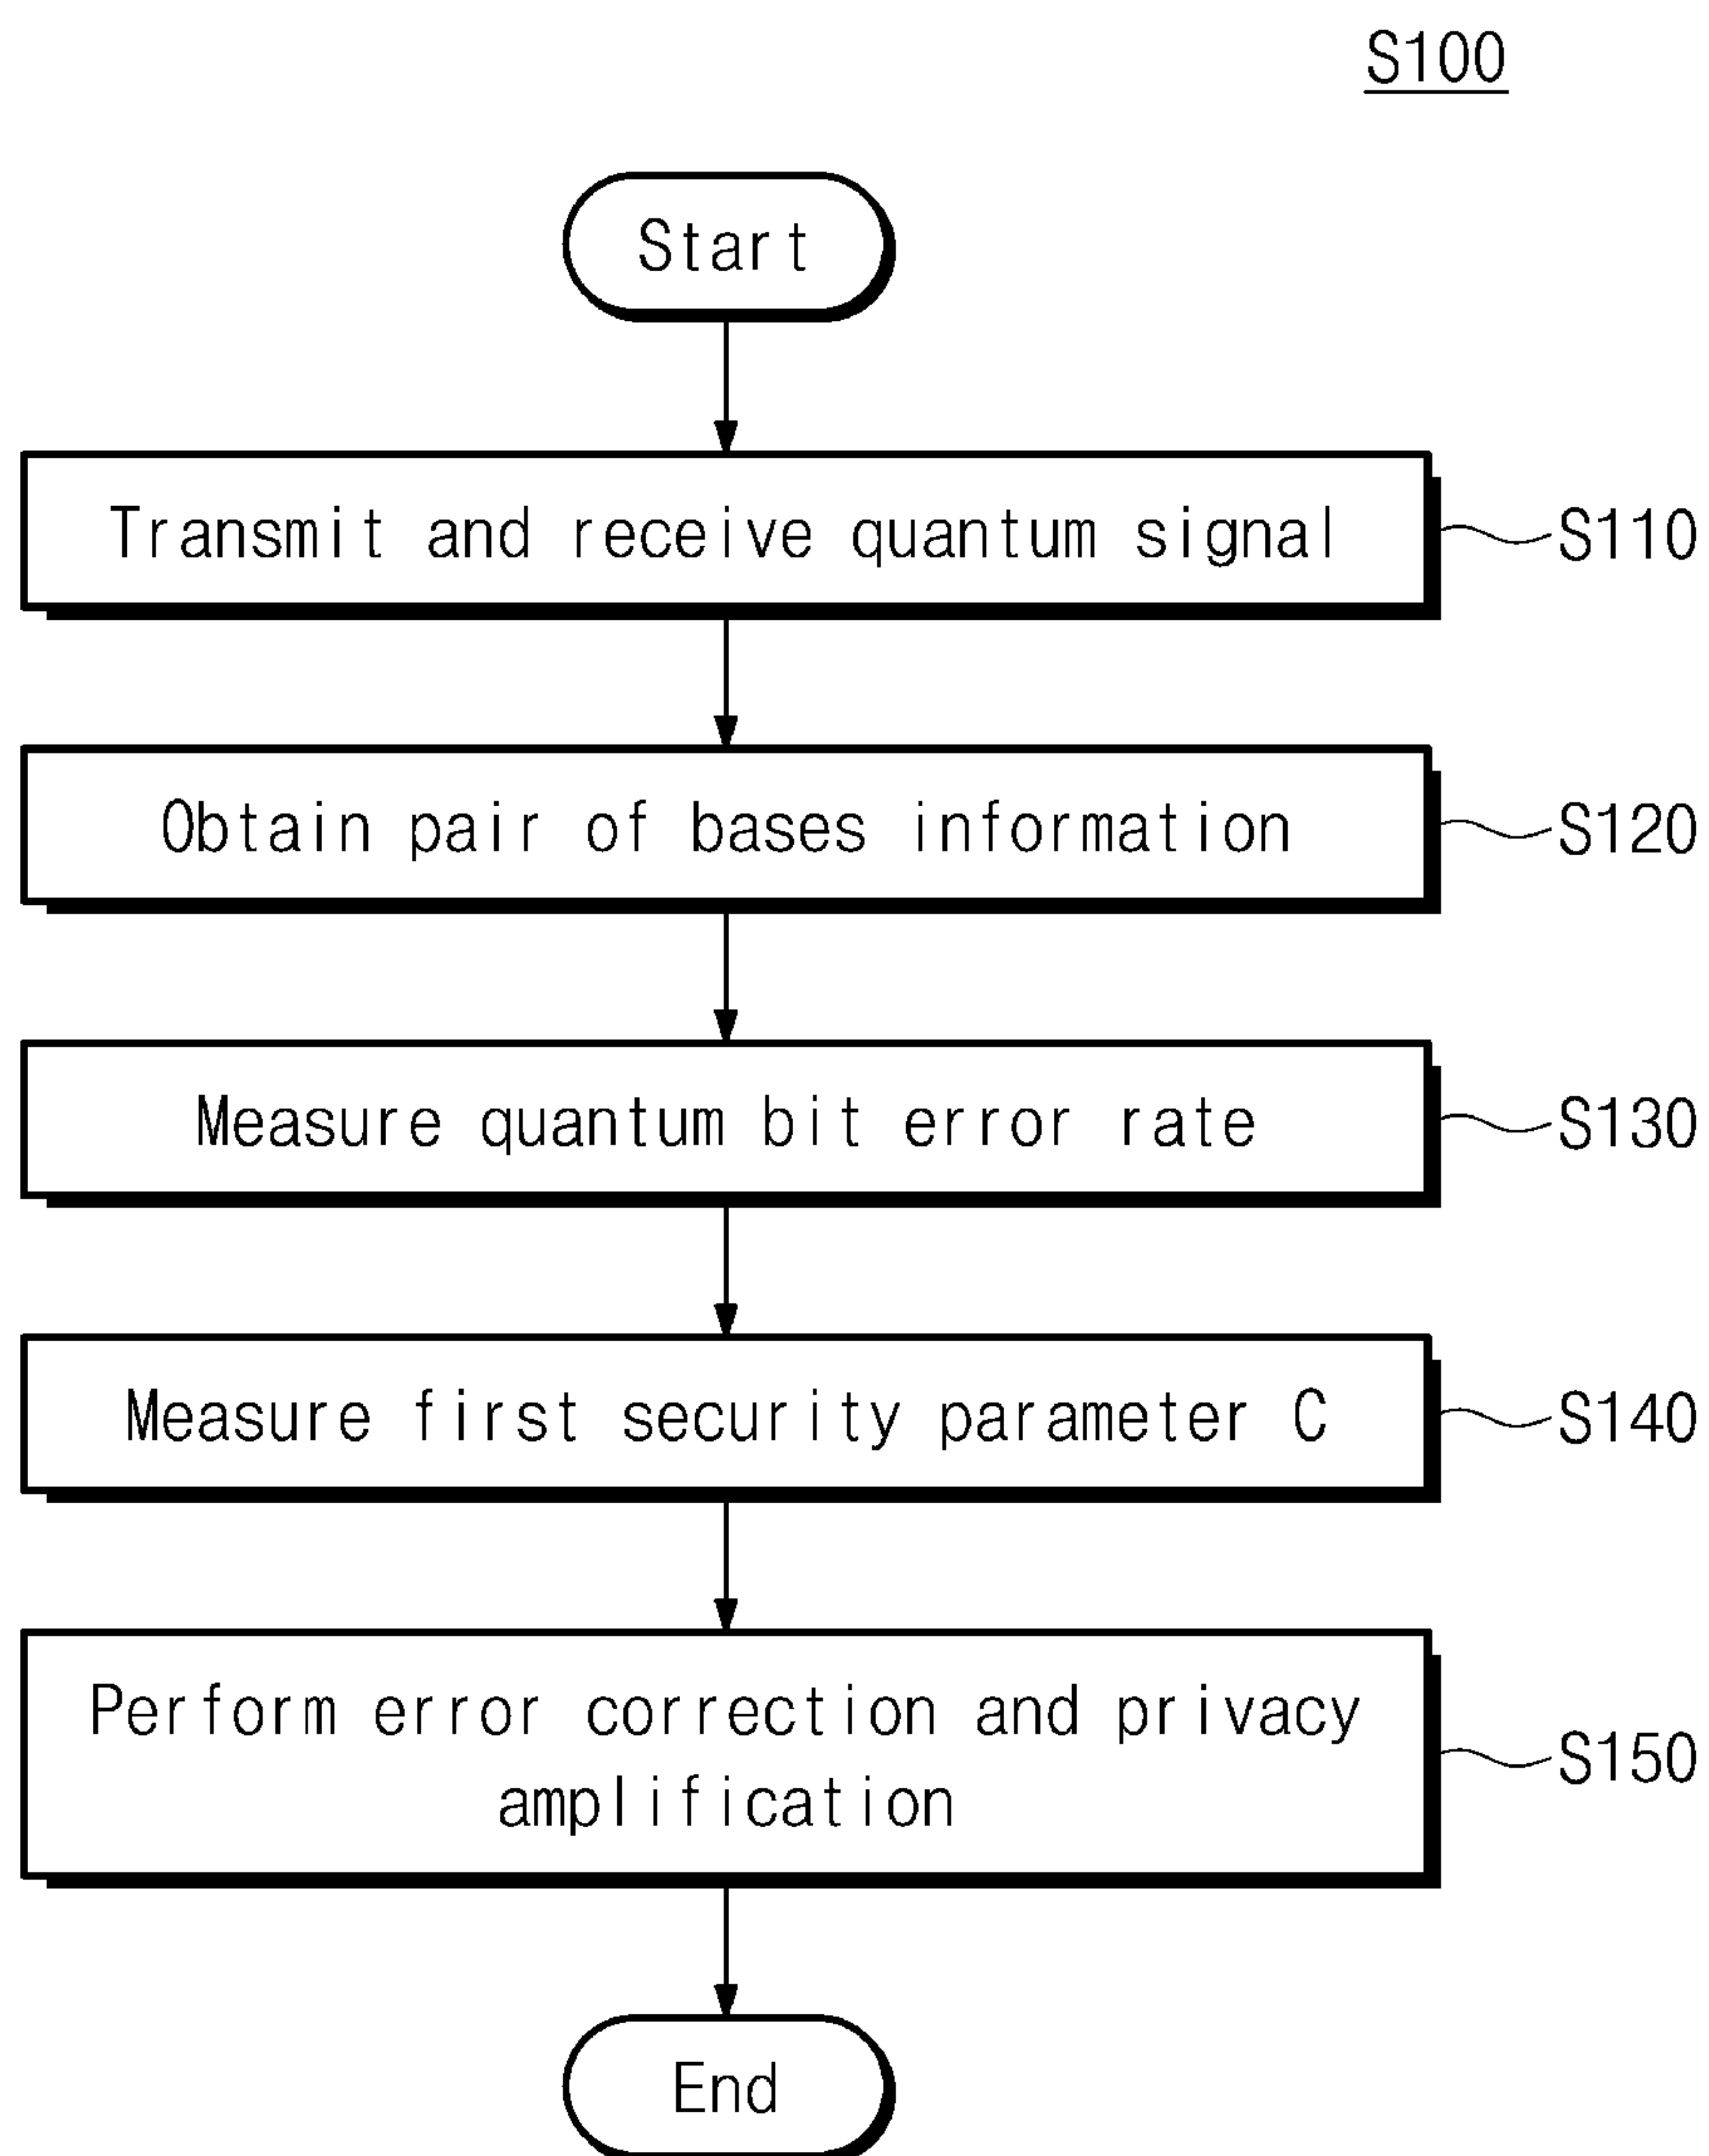 S100
Start
Transmit and receive quantum signal
S110
Obtain pair of bases information
S120
Measure quantum bit error rate
S130
Measure first security parameter C
S140
Perform error correction and privacy
amplification
S150
End